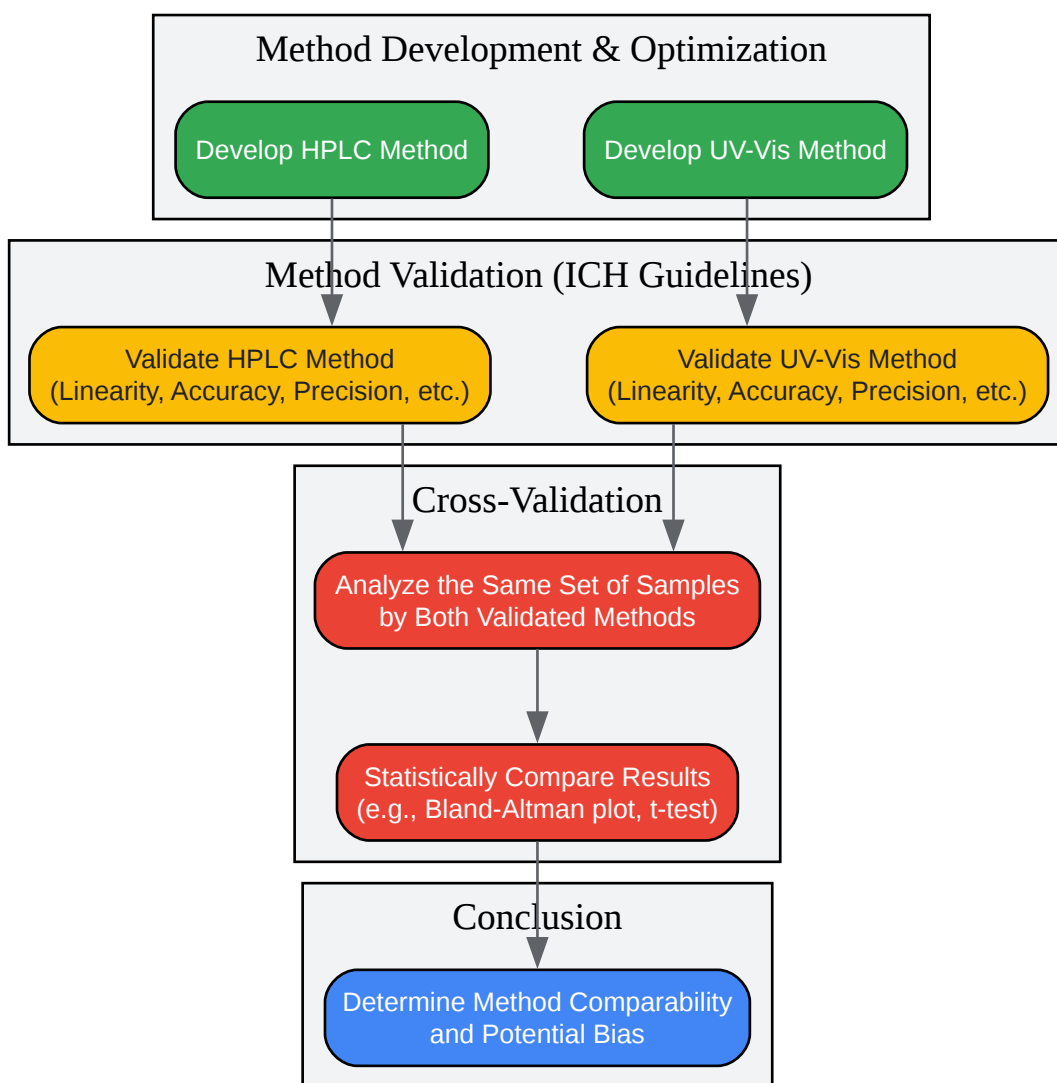 Method Development & Optimization
Develop HPLC Method
Develop UV-Vis Method
Method Validation (ICH Guidelines)
Validate HPLC Method
(Linearity, Accuracy, Precision, etc.)
Validate UV-Vis Method
(Linearity, Accuracy, Precision, etc.)
Cross-Validation
Analyze the Same Set of Samples
by Both Validated Methods
Statistically Compare Results
(e.g., Bland-Altman plot, t-test)
Conclusion
Determine Method Comparability
and Potential Bias